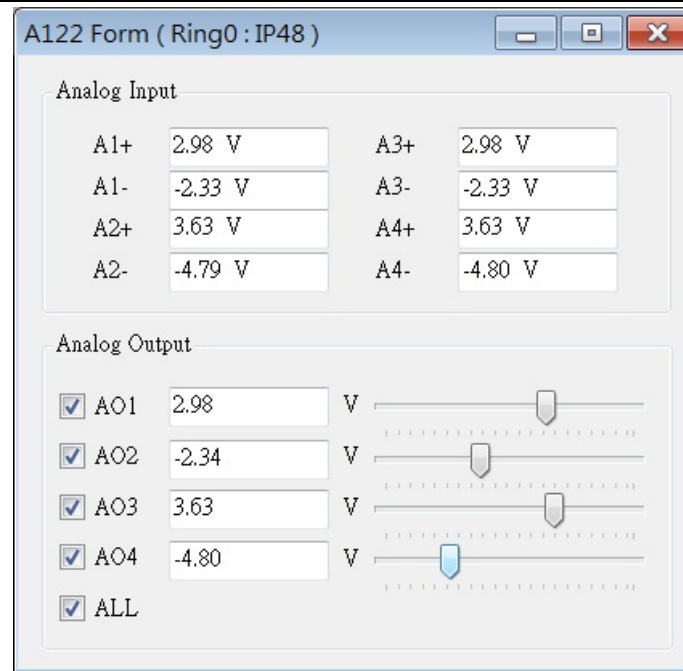 A122 Form ( Ring0 : IP48 )
Analog Input
A1+ 2.98 V A3+ 2.98 V
A1- -2.33 V A3- -2.33 V
A2+ 3.63 V A4+ 3.63 V
A2- -4.79 V A4- -4.80 V
Analog Output
AO1 2.98 V
AO2 -2.34 V
AO3 3.63 V
AO4 -4.80 V
ALL